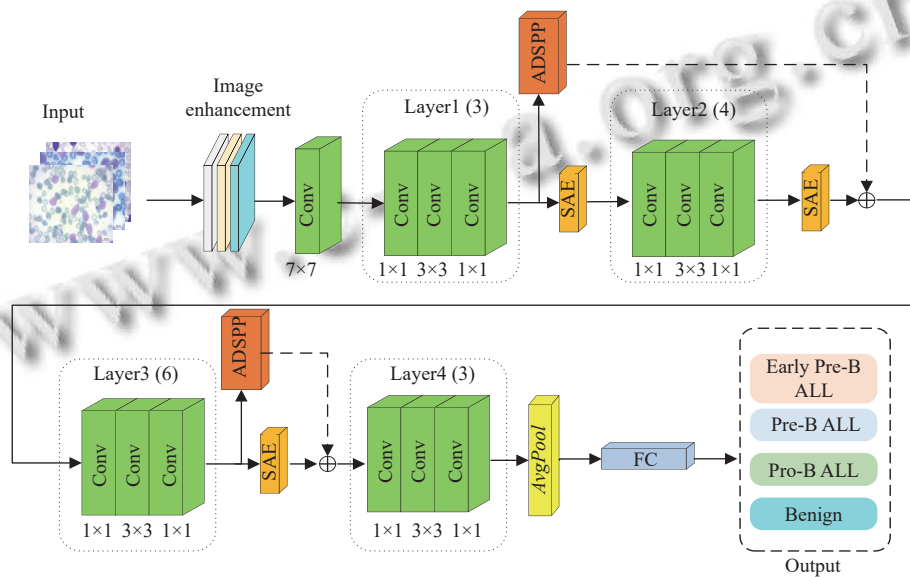 Input
Image
enhancement
Conv
7×7
Layer1 (3)
Conv Conv Conv
1×1 3×3 1×1
ADSPP
SAE
Layer2 (4)
Conv Conv Conv
1×1 3×3 1×1
SAE
Layer3 (6)
Conv Conv Conv
1×1 3×3 1×1
ADSPP
SAE
Layer4 (3)
Conv Conv Conv
1×1 3×3 1×1
AvgPool
FC
Early Pre-B
ALL
Pre-B ALL
Pro-B ALL
Benign
Output